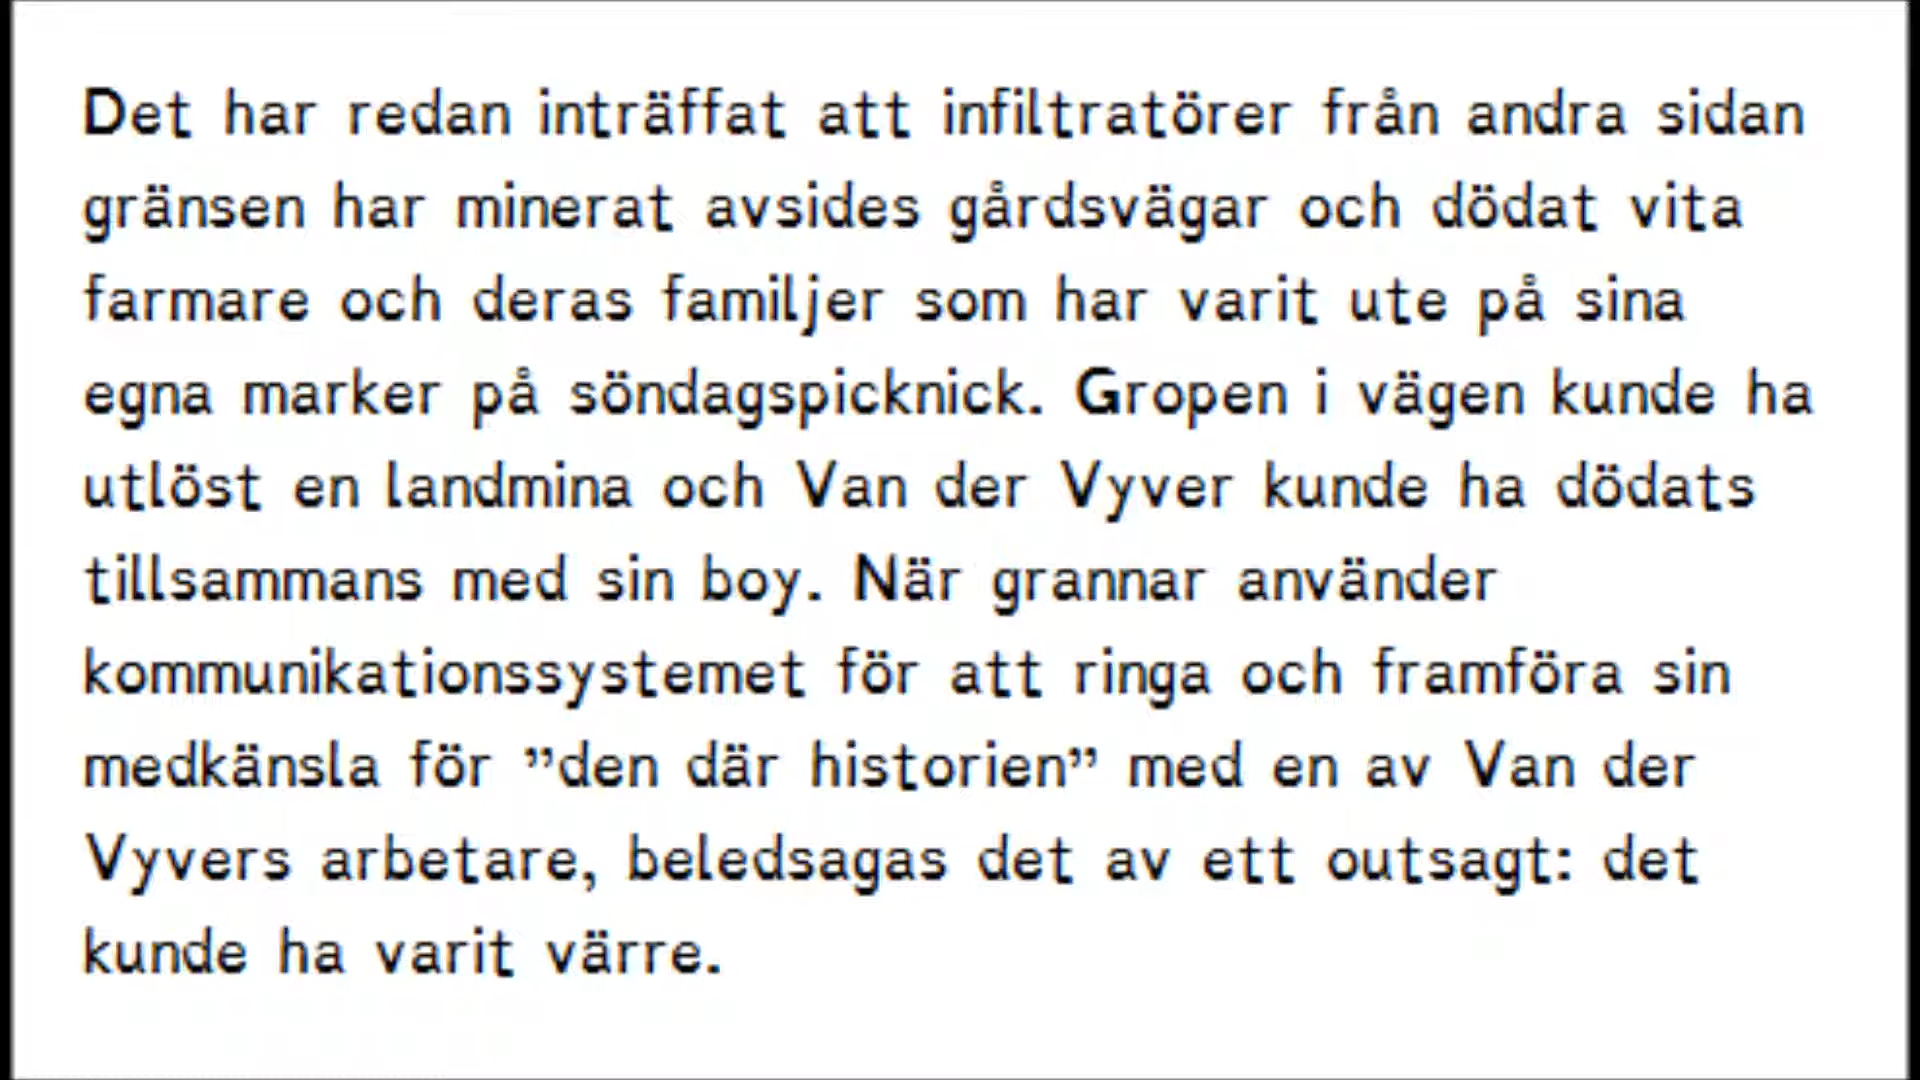 Det har redan inträffat att infiltratörer från andra sidan
gränsen har minerat avsides gårdsvägar och dödat vita
farmare och deras familjer som har varit ute på sina
egna marker på söndagspicknick. Gropen i vägen kunde ha
utlöst en landmina och Van der Vyver kunde ha dödats
tillsammans med sin boy. När grannar använder
kommunikationssystemet för att ringa och framföra sin
medkänsla för ”den där historien” med en av Van der
Vyvers arbetare, beledsagas det av ett outsagt: det
kunde ha varit värre.